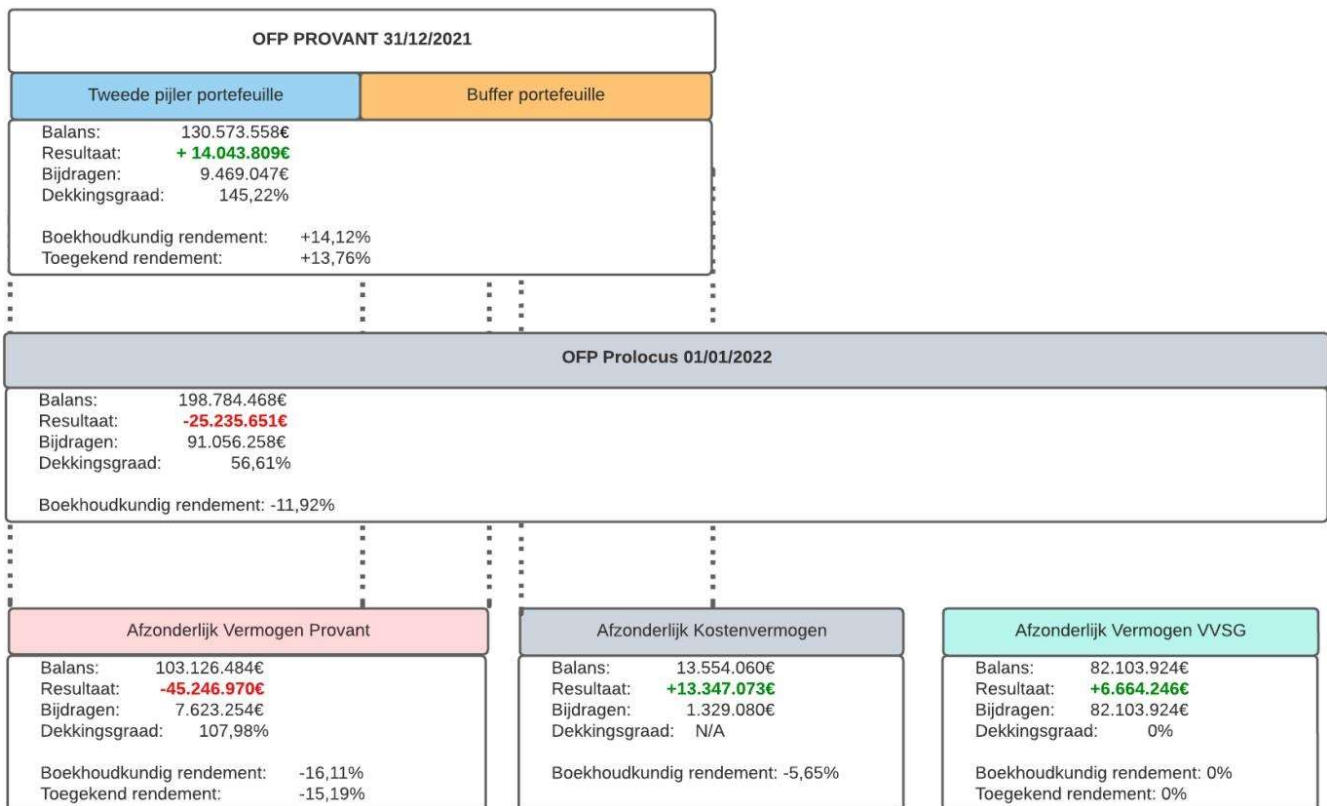 OFP PROVANT 31/12/2021
Tweede pijler portefeuille
Buffer portefeuille
Balans: 130.573.558€
Resultaat: + 14.043.809€
Bijdragen: 9.469.047€
Dekkingsgraad: 145,22%
Boekhoudkundig rendement: +14,12%
Toegekend rendement: +13,76%
OFP Prolocus 01/01/2022
Balans: 198.784.468€
Resultaat: -25.235.651€
Bijdragen: 91.056.258€
Dekkingsgraad: 56,61%
Boekhoudkundig rendement: -11,92%
Afzonderlijk Vermogen Provant
Balans: 103.126.484€
Resultaat: -45.246.970€
Bijdragen: 7.623.254€
Dekkingsgraad: 107,98%
Boekhoudkundig rendement: -16,11%
Toegekend rendement: -15,19%
Afzonderlijk Kostenvermogen
Balans: 13.554.060€
Resultaat: +13.347.073€
Bijdragen: 1.329.080€
Dekkingsgraad: N/A
Boekhoudkundig rendement: -5,65%
Afzonderlijk Vermogen VVSG
Balans: 82.103.924€
Resultaat: +6.664.246€
Bijdragen: 82.103.924€
Dekkingsgraad: 0%
Boekhoudkundig rendement: 0%
Toegekend rendement: 0%